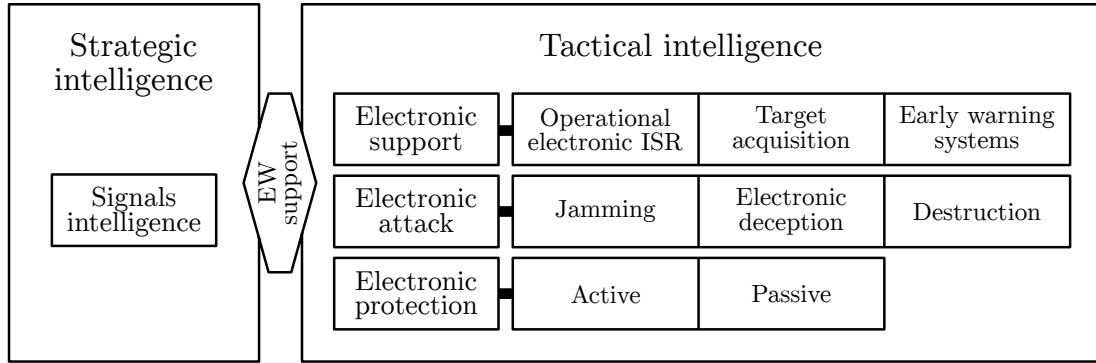 Strategic
intelligence
Signals
intelligence
EW
support
Tactical intelligence
Electronic
support
Operational
electronic ISR
Target
acquisition
Early warning
systems
Electronic
attack
Jamming
Electronic
deception
Destruction
Electronic
protection
Active
Passive